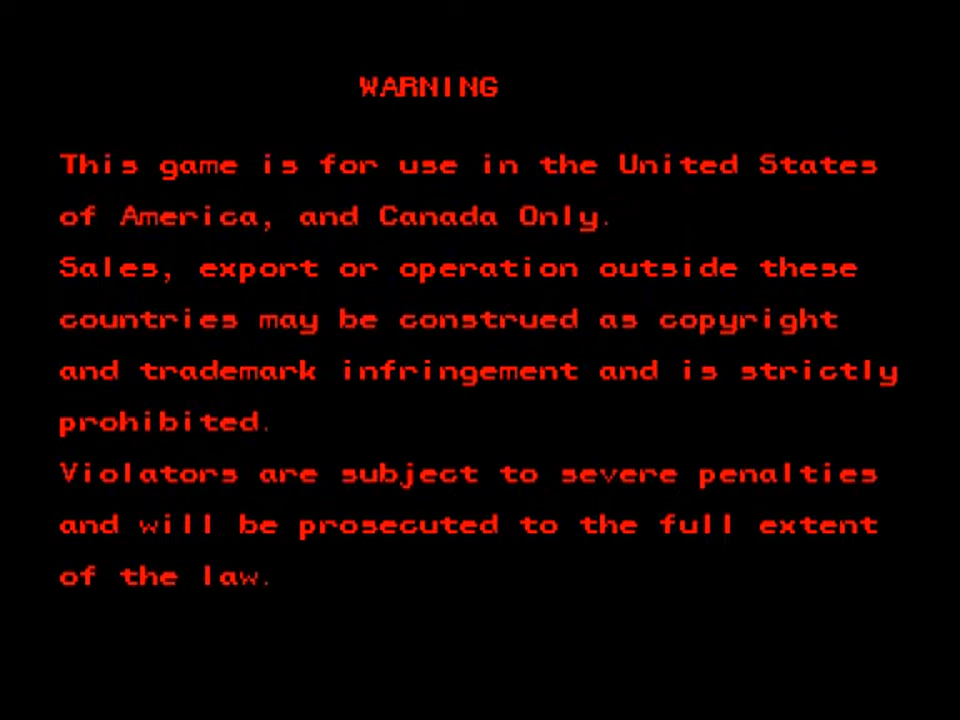 WARNING
This game is for use in the United States
of America, and Canada Only.
Sales, export or operation outside these
countries may be construed as copyright
and trademark infringement and is strictly
prohibited.
Violators are subject to severe penalties
and will be prosecuted to the full extent
of the law.